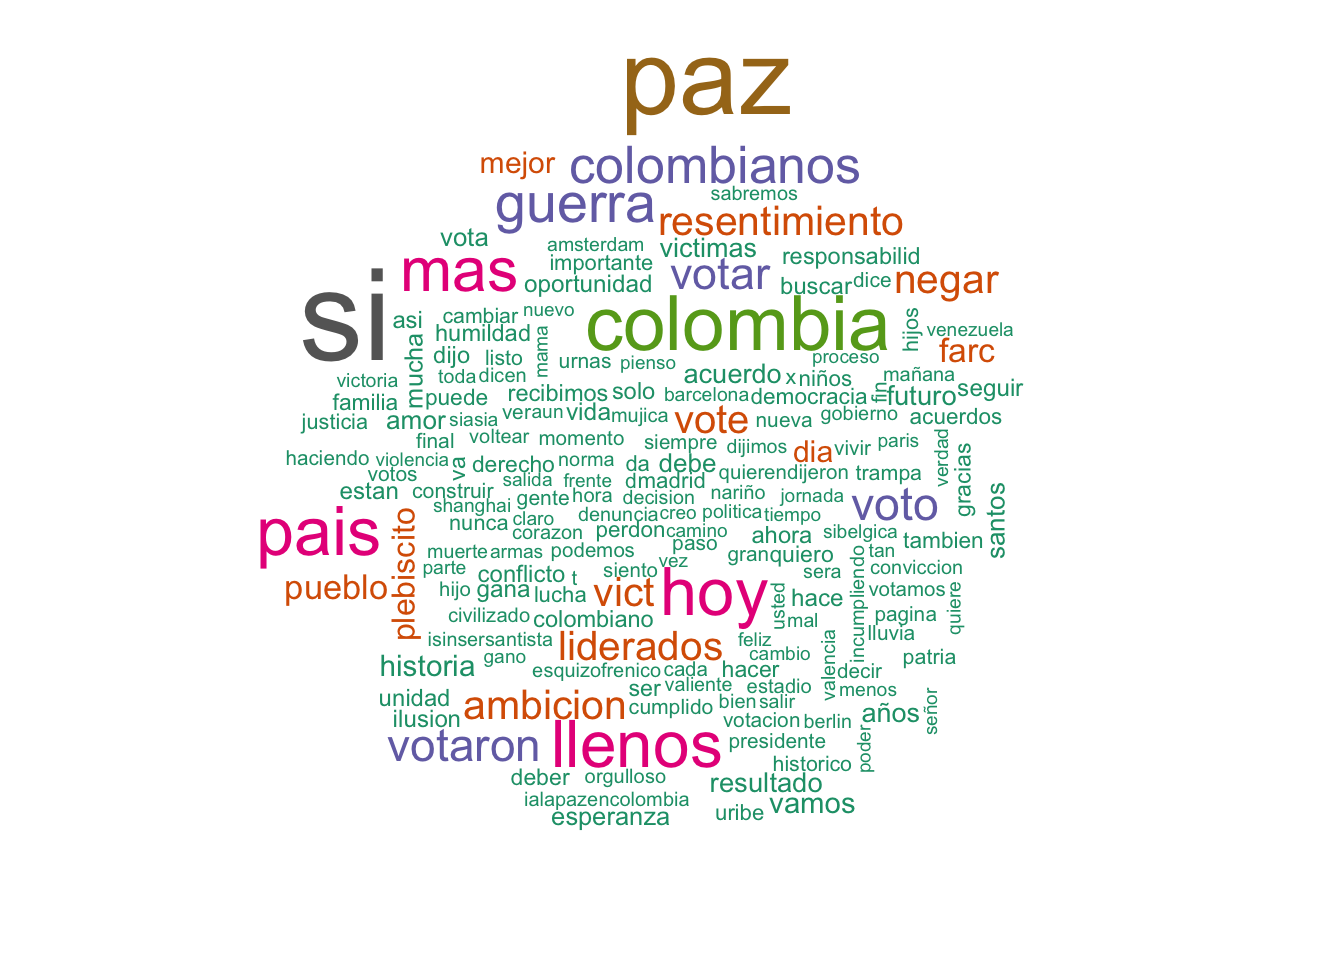 paz
mejor colombianos
sabremos
guerra resentimiento
vota amsterdam victimas responsabilid
mas importante votar negar
oportunidad buscar dice
si colombia
asi cambiar nuevo hijos venezuela
humildad
mucha dijo listo mama urnas pienso proceso farc
victoria toda dicen acuerdo x niños mañana
familia puede recibimos solo barcelona democracia fin futuro seguir
justicia amor siasia veraun vida mujica vote nueva gobierno acuerdos
final voltear momento siempre dijimos dia vivir paris verdad
haciendo violencia va derecho norma da debe quierendijeron trampa gracias
votos salida frente dmadrid
estan construir gente hora decision nariño jornada voto santos
pais plebiscito shanghai nunca claro denuncia creo politica tiempo
corazon perdon camino ahora sibelgica tambien
muerte armas podemos paso gran quiero tan
parte conflicto t siento vez sera incumpliendo conviccion
pueblo hijo gana lucha vict hoy usted hace votamos quiere
civilizado colombiano mal pagina
isinsersantista liderados feliz valencia lluvia
historia gano cambio patria
esquizofrenico cada hacer decir
unidad ambicion ser valiente estadio menos
ilusion cumplido bien salir años señor
votaron llenos votacion berlin
presidente poder
historico
deber orgulloso resultado
ialapazencolombia vamos
esperanza uribe